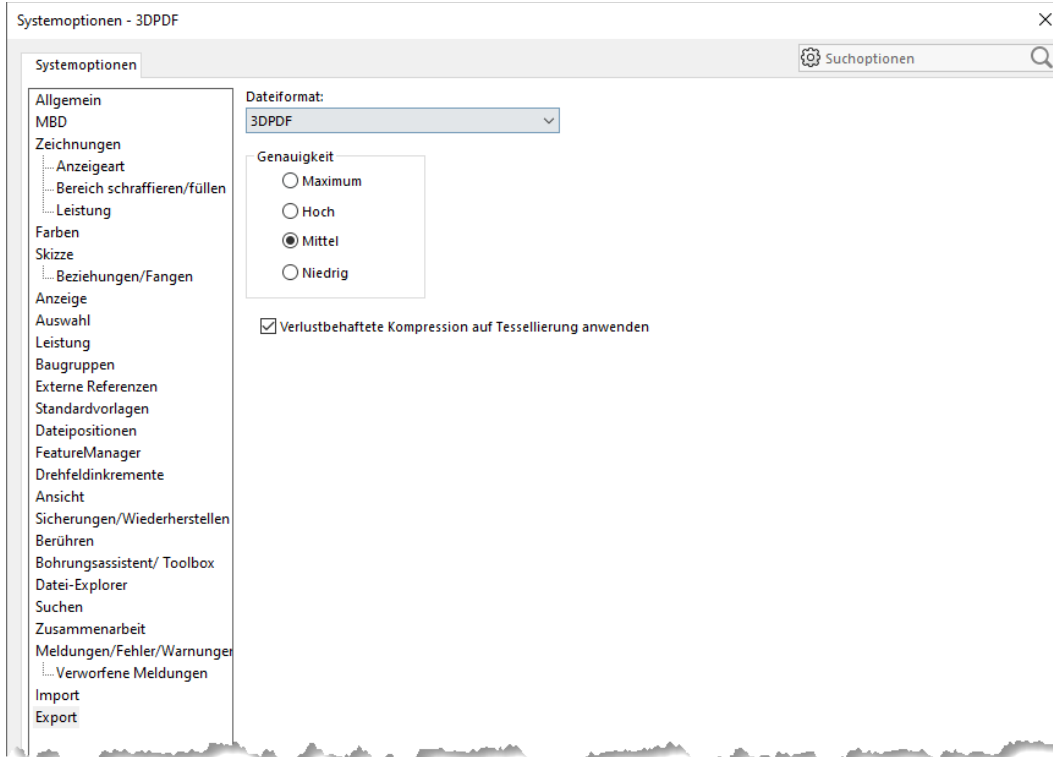 Systemoptionen - 3DPDF
Systemoptionen
Suchoptionen
Allgemein
MBD
Zeichnungen
Anzeigeart
Bereich schraffieren/füllen
Leistung
Farben
Skizze
Beziehungen/Fangen
Anzeige
Auswahl
Leistung
Baugruppen
Externe Referenzen
Standardvorlagen
Dateipositionen
FeatureManager
Drehfeldinkremente
Ansicht
Sicherungen/Wiederherstellen
Berühren
Bohrungsassistent/ Toolbox
Datei-Explorer
Suchen
Zusammenarbeit
Meldungen/Fehler/Warnunger
Verworfene Meldungen
Import
Export
Dateiformat:
3DPDF
Genauigkeit
Maximum
Hoch
Mittel
Niedrig
Verlustbehaftete Kompression auf Tessellierung anwenden